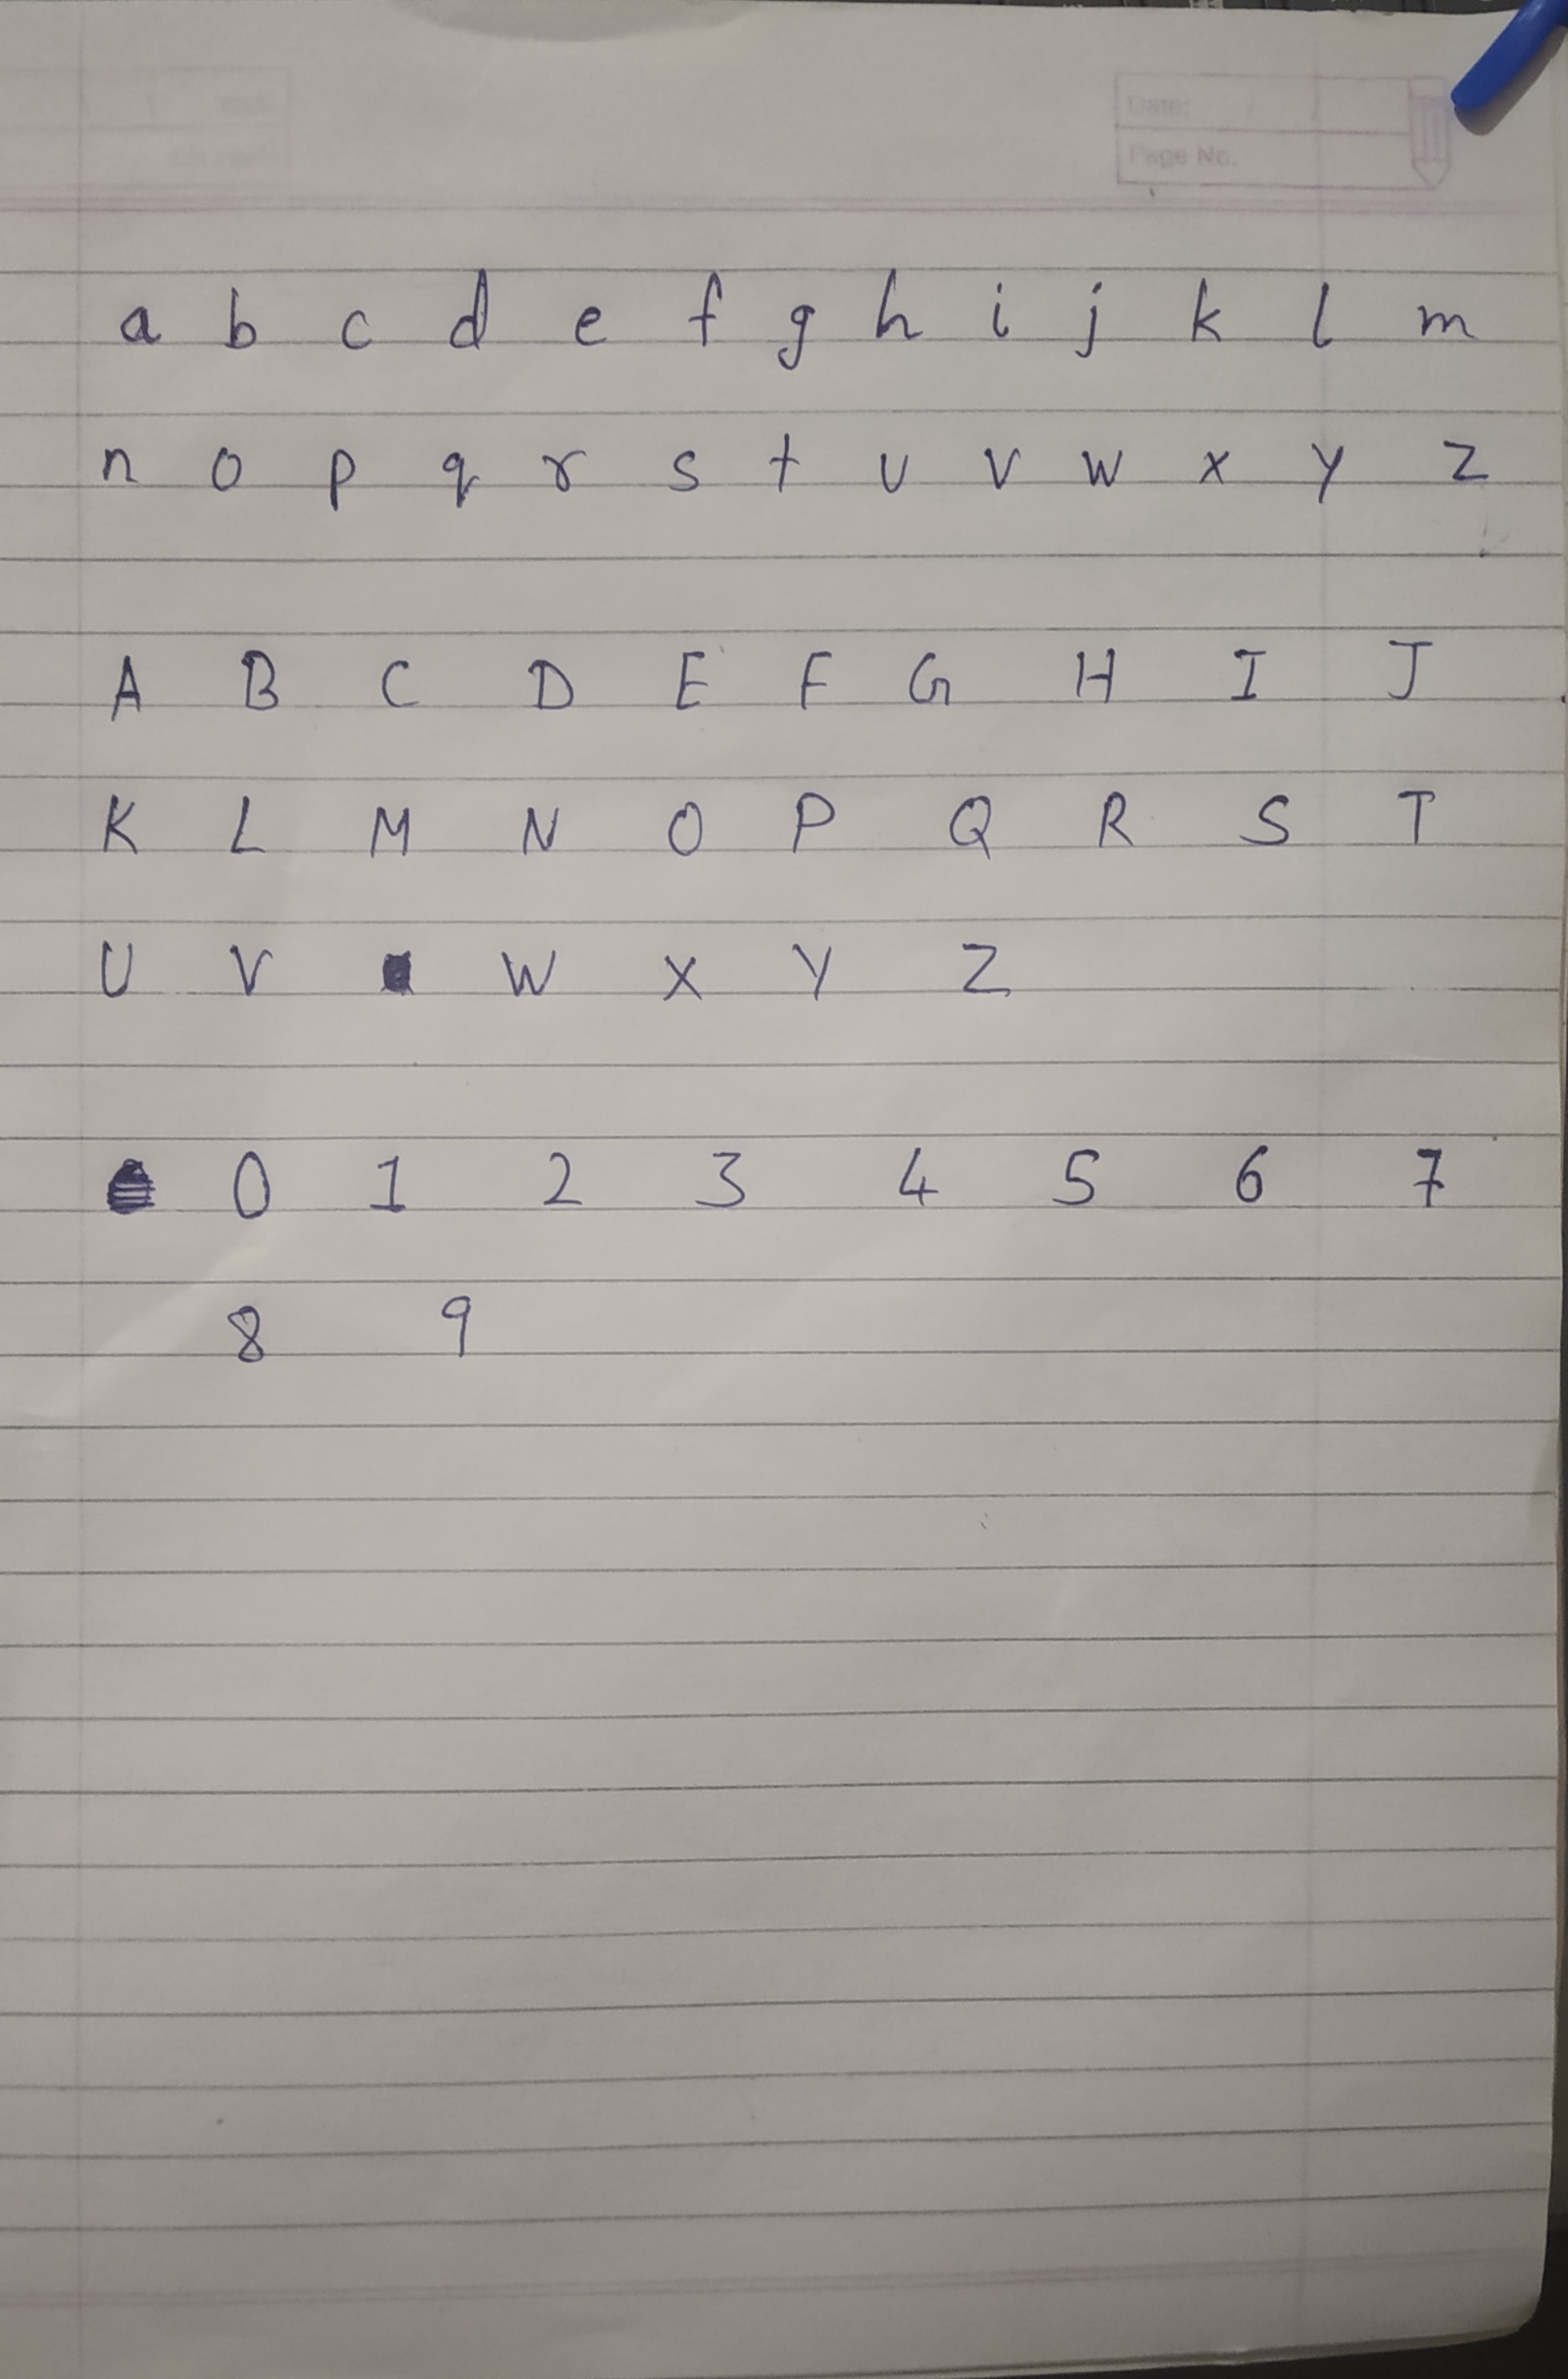 Date:
Page No.
a b c d e f g h i j k l m
n o p q r s t u v w x y z
A B C D E F G H I J
K L M N O P Q R S T
U V W X Y Z
0 1 2 3 4 5 6 7
8 9